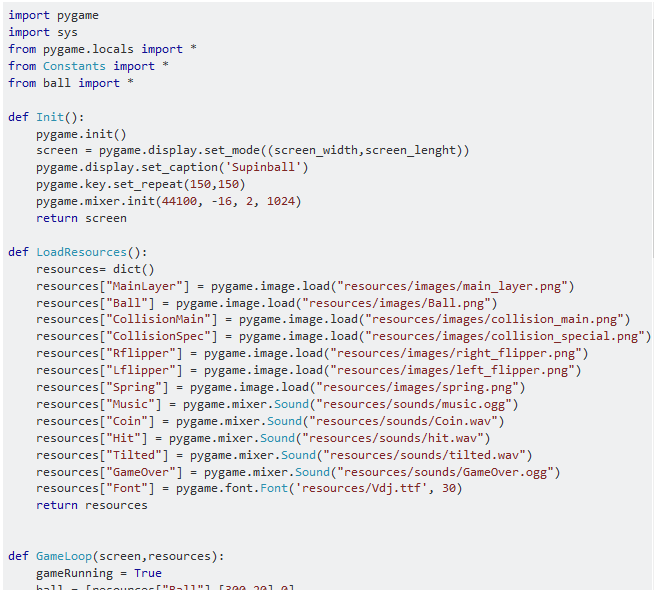 import pygame
import sys
from pygame.locals import *
from Constants import *
from ball import *
def Init():
pygame.init()
screen = pygame.display.set_mode((screen_width,screen_lenght))
pygame.display.set_caption('Supinball')
pygame.key.set_repeat(150,150)
pygame.mixer.init(44100, -16, 2, 1024)
return screen
def LoadResources():
resources= dict()
resources["MainLayer"] = pygame.image.load("resources/images/main_layer.png")
resources["Ball"] = pygame.image.load("resources/images/Ball.png")
resources["CollisionMain"] = pygame.image.load("resources/images/collision_main.png")
resources["CollisionSpec"] = pygame.image.load("resources/images/collision_special.png")
resources["Rflipper"] = pygame.image.load("resources/images/right_flipper.png")
resources["Lflipper"] = pygame.image.load("resources/images/left_flipper.png")
resources["Spring"] = pygame.image.load("resources/images/spring.png")
resources["Music"] = pygame.mixer.Sound("resources/sounds/music.ogg")
resources["Coin"] = pygame.mixer.Sound("resources/sounds/Coin.wav")
resources["Hit"] = pygame.mixer.Sound("resources/sounds/hit.wav")
resources["Tilted"] = pygame.mixer.Sound("resources/sounds/tilted.wav")
resources["GameOver"] = pygame.mixer.Sound("resources/sounds/GameOver.ogg")
resources["Font"] = pygame.font.Font('resources/Vdj.ttf', 30)
return resources
def GameLoop(screen,resources):
gameRunning = True